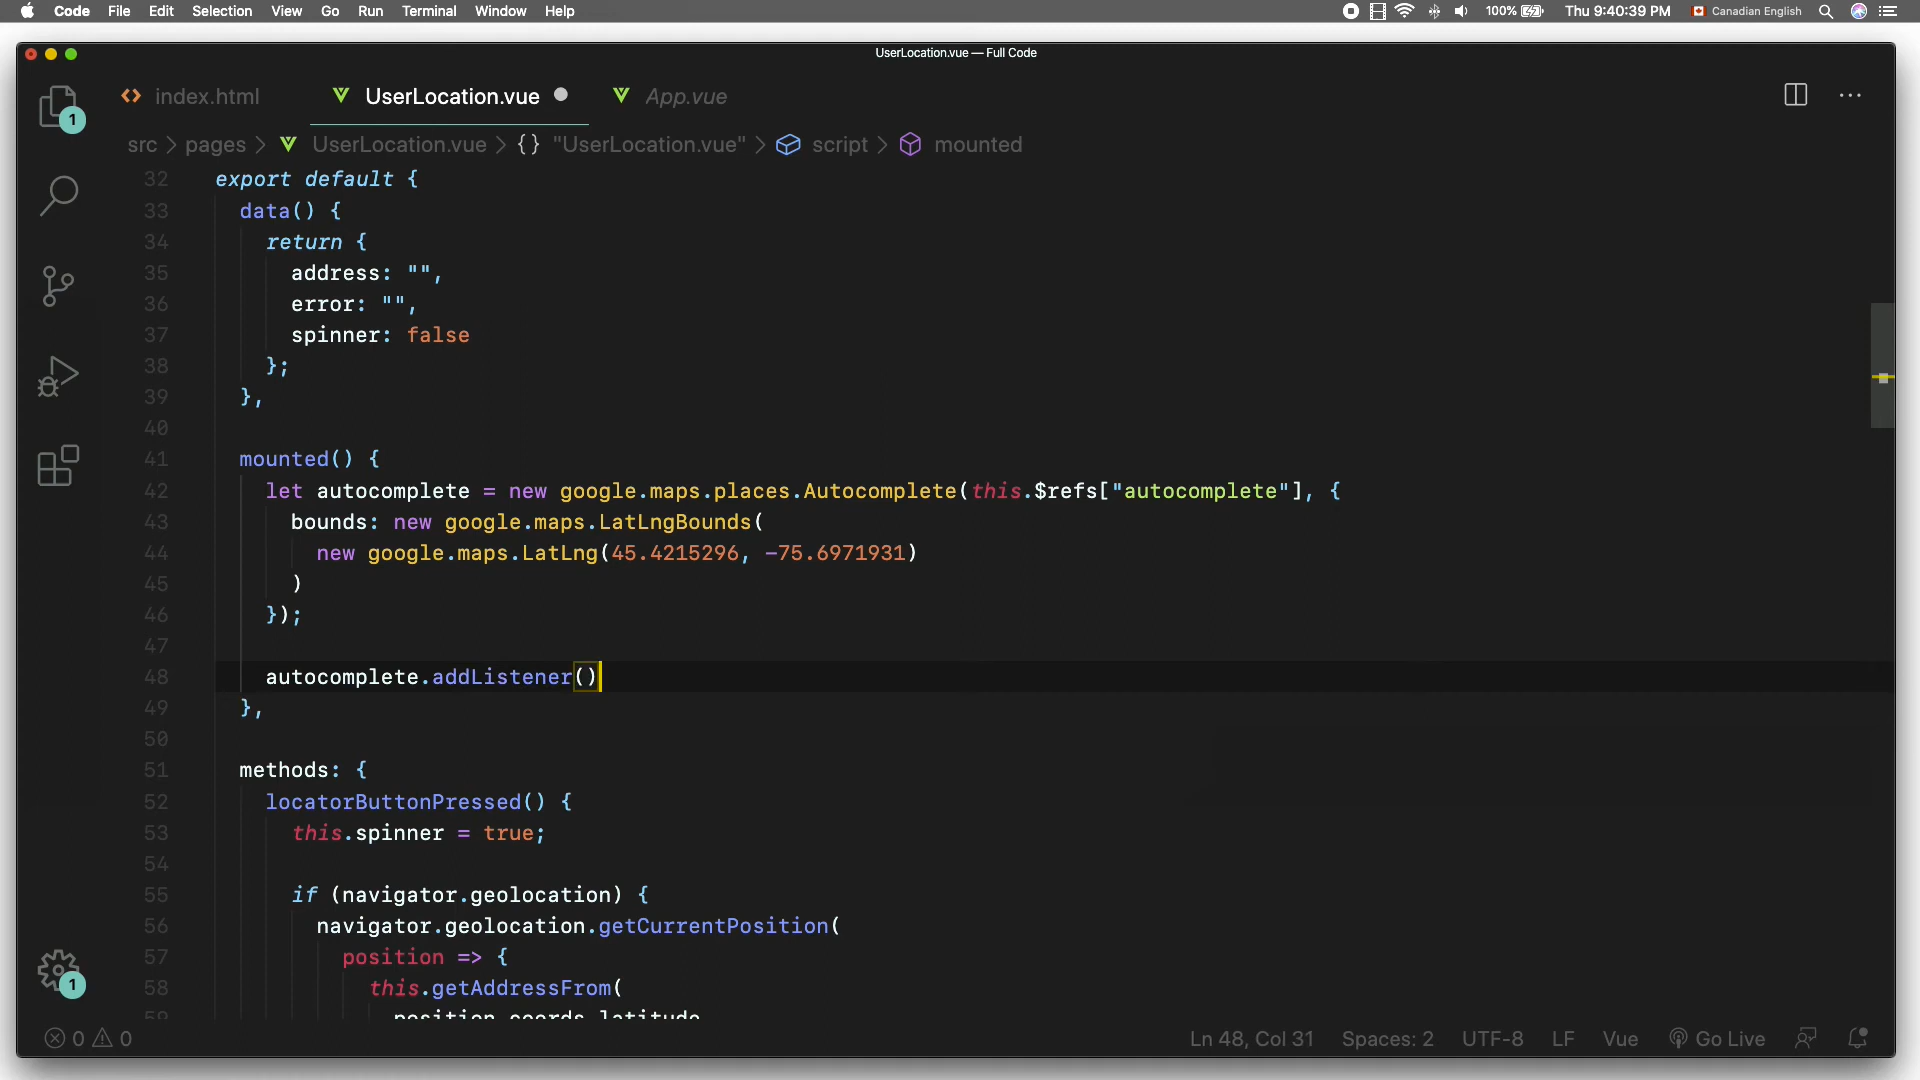 Code File Edit Selection View Go Run Terminal Window Help 100% Thu 9:40:39 PM Canadian English
UserLocation.vue — Full Code
index.html UserLocation.vue App.vue
1
src > pages > UserLocation.vue > {} "UserLocation.vue" > script > mounted
32 export default {
33 data() {
34 return {
35 address: "",
36 error: "",
37 spinner: false
38 };
39 },
40
41 mounted() {
42 let autocomplete = new google.maps.places.Autocomplete(this.$refs["autocomplete"], {
43 bounds: new google.maps.LatLngBounds(
44 new google.maps.LatLng(45.4215296, -75.6971931)
45 )
46 });
47
48 autocomplete.addListener()
49 },
50
51 methods: {
52 locatorButtonPressed() {
53 this.spinner = true;
54
55 if (navigator.geolocation) {
56 navigator.geolocation.getCurrentPosition(
57 position => {
58 this.getAddressFrom(
59 position.coords.latitude
1
0 0 Ln 48, Col 31 Spaces: 2 UTF-8 LF Vue Go Live